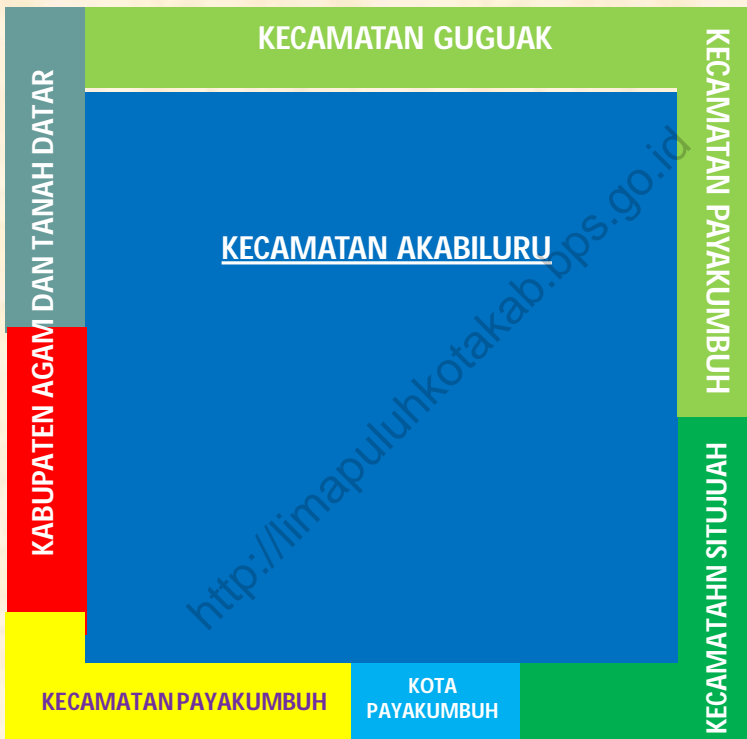 KECAMATAN GUGUAK
KABUPATEN AGAM DAN TANAH DATAR
KECAMATAN PAYAKUMBUH
KECAMATAN AKABILURU
http://limapuluhkotakab.bps.go.id
KECAMATAHN SITUJUAH
KECAMATAN PAYAKUMBUH
KOTA
PAYAKUMBUH